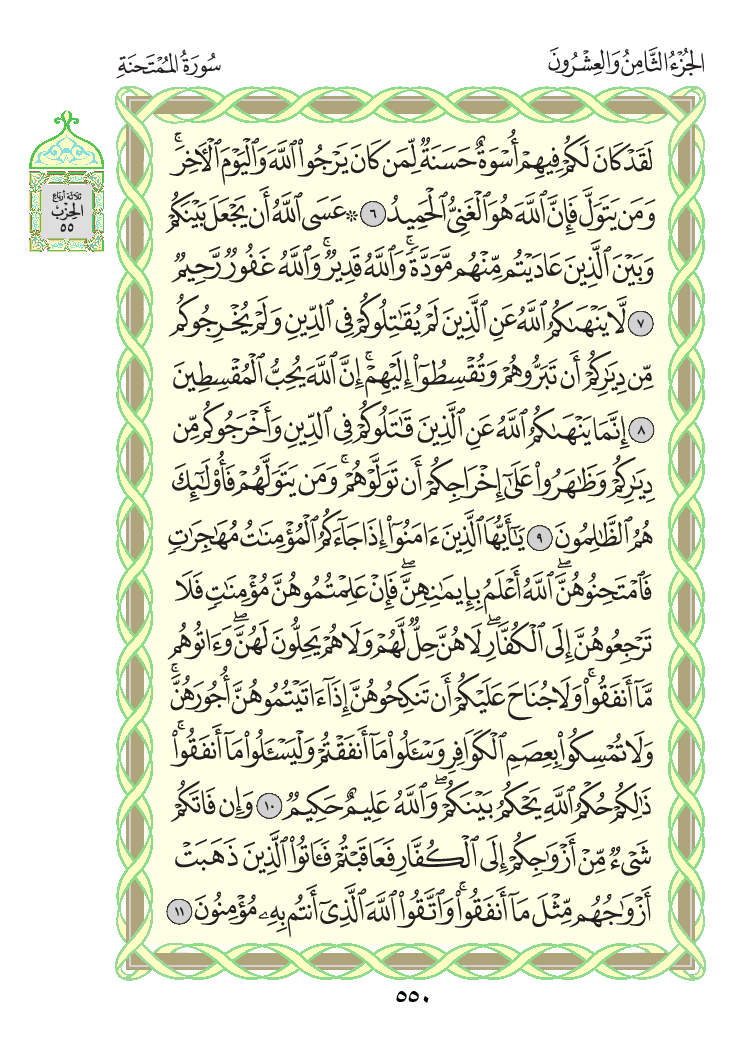 الجُزْءُ الثَّامِنُ وَالعِشْرُونَ
سُورَةُ المُمْتَحنَةِ
ثلاثة أرباع
الحِزْبُ
٥٥
لَقَدۡ كَانَ لَكُمۡ فِيهِمۡ أُسۡوَةٌ حَسَنَةٞ لِّمَن كَانَ يَرۡجُواْ ٱللَّهَ وَٱلۡيَوۡمَ ٱلۡأٓخِرَۚ
وَمَن يَتَوَلَّ فَإِنَّ ٱللَّهَ هُوَ ٱلۡغَنِيُّ ٱلۡحَمِيدُ ٦ ۞ عَسَى ٱللَّهُ أَن يَجۡعَلَ بَيۡنَكُمۡ
وَبَيۡنَ ٱلَّذِينَ عَادَيۡتُم مِّنۡهُم مَّوَدَّةٗۚ وَٱللَّهُ قَدِيرٞۚ وَٱللَّهُ غَفُورٞ رَّحِيمٞ
٧ لَّا يَنۡهَىٰكُمُ ٱللَّهُ عَنِ ٱلَّذِينَ لَمۡ يُقَٰتِلُوكُمۡ فِي ٱلدِّينِ وَلَمۡ يُخۡرِجُوكُم
مِّن دِيَٰرِكُمۡ أَن تَبَرُّوهُمۡ وَتُقۡسِطُوٓاْ إِلَيۡهِمۡۚ إِنَّ ٱللَّهَ يُحِبُّ ٱلۡمُقۡسِطِينَ
٨ إِنَّمَا يَنۡهَىٰكُمُ ٱللَّهُ عَنِ ٱلَّذِينَ قَٰتَلُوكُمۡ فِي ٱلدِّينِ وَأَخۡرَجُوكُم مِّن
دِيَٰرِكُمۡ وَظَٰهَرُواْ عَلَىٰٓ إِخۡرَاجِكُمۡ أَن تَوَلَّوۡهُمۡۚ وَمَن يَتَوَلَّهُمۡ فَأُوْلَٰٓئِكَ
هُمُ ٱلظَّٰلِمُونَ ٩ يَٰٓأَيُّهَا ٱلَّذِينَ ءَامَنُوٓاْ إِذَا جَآءَكُمُ ٱلۡمُؤۡمِنَٰتُ مُهَٰجِرَٰتٖ
فَٱمۡتَحِنُوهُنَّۖ ٱللَّهُ أَعۡلَمُ بِإِيمَٰنِهِنَّۖ فَإِنۡ عَلِمۡتُمُوهُنَّ مُؤۡمِنَٰتٖ فَلَا
تَرۡجِعُوهُنَّ إِلَى ٱلۡكُفَّارِۖ لَا هُنَّ حِلّٞ لَّهُمۡ وَلَا هُمۡ يَحِلُّونَ لَهُنَّۖ وَءَاتُوهُم
مَّآ أَنفَقُواْۚ وَلَا جُنَاحَ عَلَيۡكُمۡ أَن تَنكِحُوهُنَّ إِذَآ ءَاتَيۡتُمُوهُنَّ أُجُورَهُنَّۚ
وَلَا تُمۡسِكُواْ بِعِصَمِ ٱلۡكَوَافِرِ وَسۡـَٔلُواْ مَآ أَنفَقۡتُمۡ وَلۡيَسۡـَٔلُواْ مَآ أَنفَقُواْۚ
ذَٰلِكُمۡ حُكۡمُ ٱللَّهِ يَحۡكُمُ بَيۡنَكُمۡۖ وَٱللَّهُ عَلِيمٌ حَكِيمٞ ١٠ وَإِن فَاتَكُمۡ
شَيۡءٞ مِّنۡ أَزۡوَٰجِكُمۡ إِلَى ٱلۡكُفَّارِ فَعَاقَبۡتُمۡ فَـَٔاتُواْ ٱلَّذِينَ ذَهَبَتۡ
أَزۡوَٰجُهُم مِّثۡلَ مَآ أَنفَقُواْۚ وَٱتَّقُواْ ٱللَّهَ ٱلَّذِيٓ أَنتُم بِهِۦ مُؤۡمِنُونَ ١١
٥٥٠